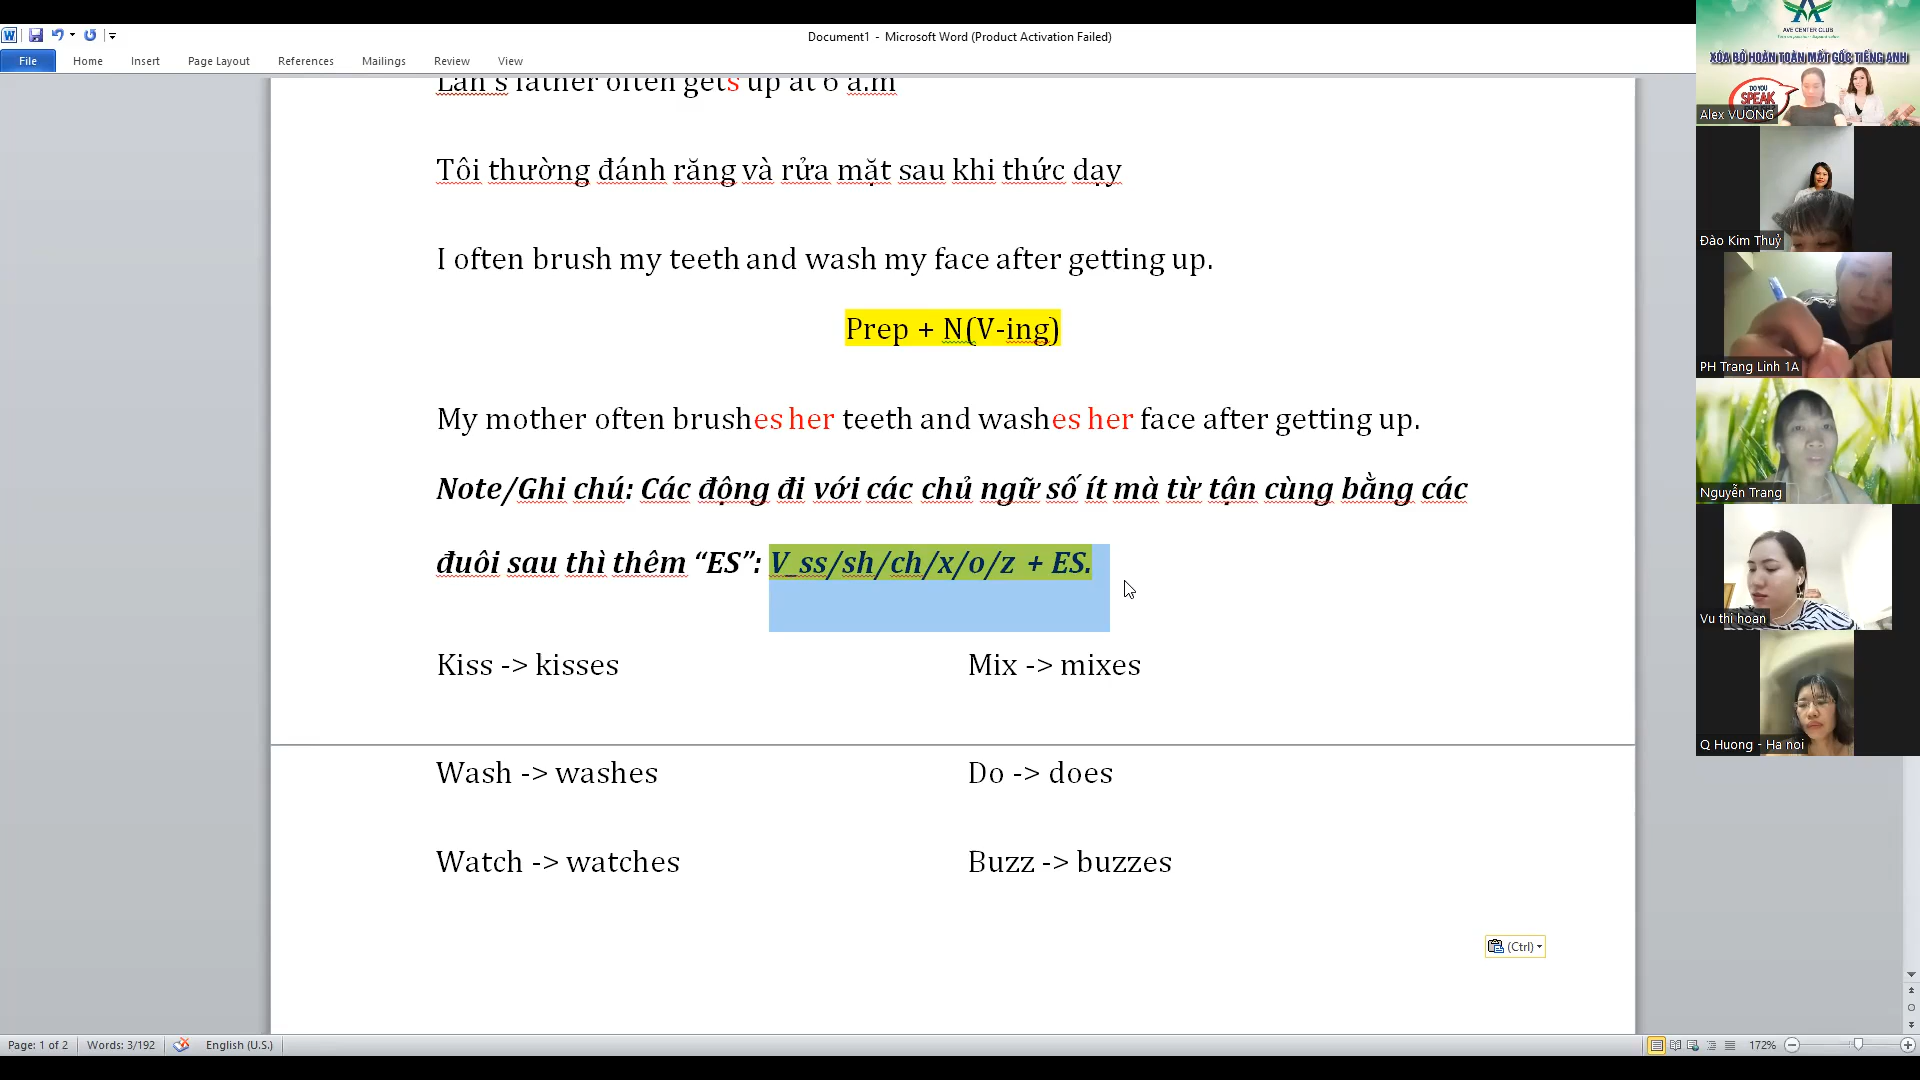 Document1 - Microsoft Word (Product Activation Failed)
File Home Insert Page Layout References Mailings Review View
Lan's father often gets up at 6 a.m
Tôi thường đánh răng và rửa mặt sau khi thức dạy
I often brush my teeth and wash my face after getting up.
Prep + N(V-ing)
My mother often brushes her teeth and washes her face after getting up.
Note/Ghi chú: Các động đi với các chủ ngữ số ít mà từ tận cùng bằng các
đuôi sau thì thêm “ES”: V_ss/sh/ch/x/o/z + ES.
Kiss -> kisses Mix -> mixes
Wash -> washes Do -> does
Watch -> watches Buzz -> buzzes
(Ctrl)
Page: 1 of 2 Words: 3/192 English (U.S.) 172%
AVE CENTER CLUB
XÓA BỎ HOÀN TOÀN MẤT GỐC TIẾNG ANH
DO YOU
SPEAK
Alex VUONG
Đào Kim Thuỷ
PH Trang Linh 1A
Nguyễn Trang
Vu thi hoan
Q Huong - Ha noi